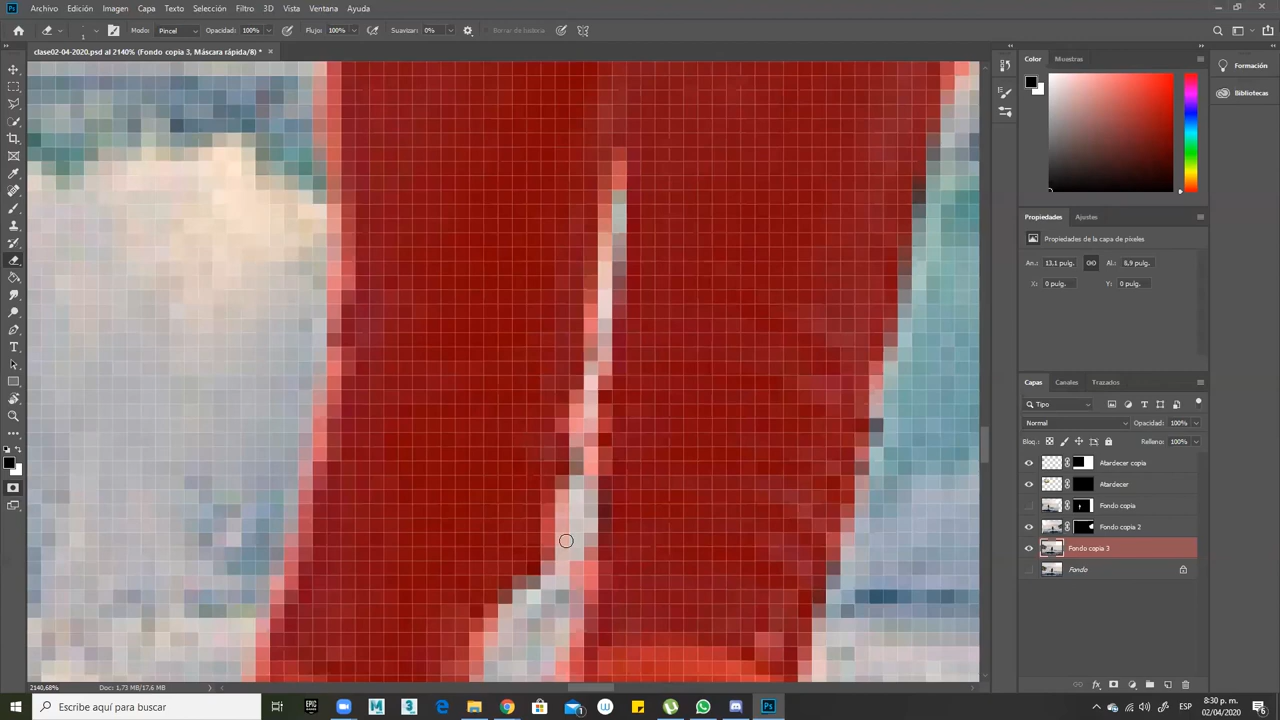 Archivo Edición Imagen Capa Texto Selección Filtro 3D Vista Ventana Ayuda
1 Modo: Pincel Opacidad: 100% Flujo: 100% Suavizar: 0% Borrar de historia
clase02-04-2020.psd al 2140% (Fondo copia 3, Máscara rápida/8) *
Color Muestras
Formación
Bibliotecas
Propiedades Ajustes
Propiedades de la capa de píxeles
An.: 13,1 pulg. Al.: 8,9 pulg.
X: 0 pulg. Y: 0 pulg.
Capas Canales Trazados
Tipo
Normal Opacidad: 100%
Bloq.: Relleno: 100%
Atardecer copia
Atardecer
Fondo copia
Fondo copia 2
Fondo copia 3
Fondo
2140,68% Doc: 1,73 MB/17,6 MB
Escribe aquí para buscar
ESP
8:30 p. m.
02/04/2020